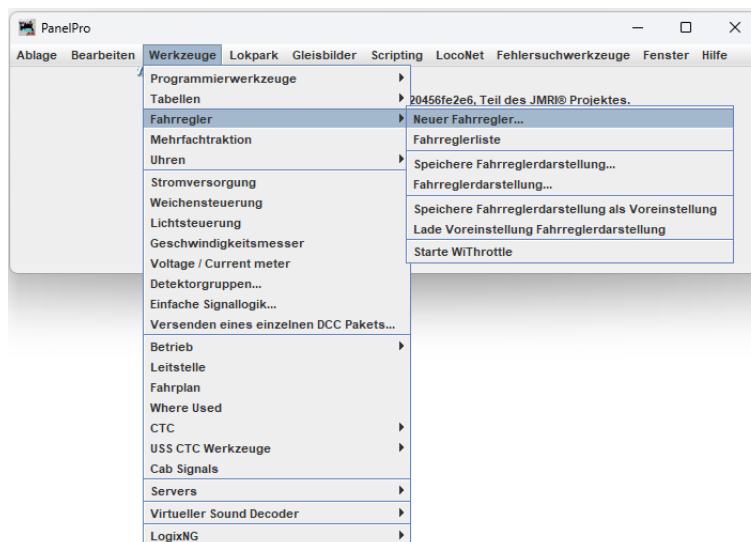 PanelPro
Ablage Bearbeiten Werkzeuge Lokpark Gleisbilder Scripting LocoNet Fehlersuchwerkzeuge Fenster Hilfe
Programmierwerkzeuge
Tabellen
20456fe2e6, Teil des JMRI® Projektes.
Fahrregler
Neuer Fahrregler...
Mehrfachtraktion
Fahrreglerliste
Uhren
Speichere Fahrreglerdarstellung...
Stromversorgung
Fahrreglerdarstellung...
Weichensteuerung
Speichere Fahrreglerdarstellung als Voreinstellung
Lichtsteuerung
Lade Voreinstellung Fahrreglerdarstellung
Geschwindigkeitsmesser
Starte WiThrottle
Voltage / Current meter
Detektorgruppen...
Einfache Signallogik...
Versenden eines einzelnen DCC Pakets...
Betrieb
Leitstelle
Fahrplan
Where Used
CTC
USS CTC Werkzeuge
Cab Signals
Servers
Virtueller Sound Decoder
LogixNG